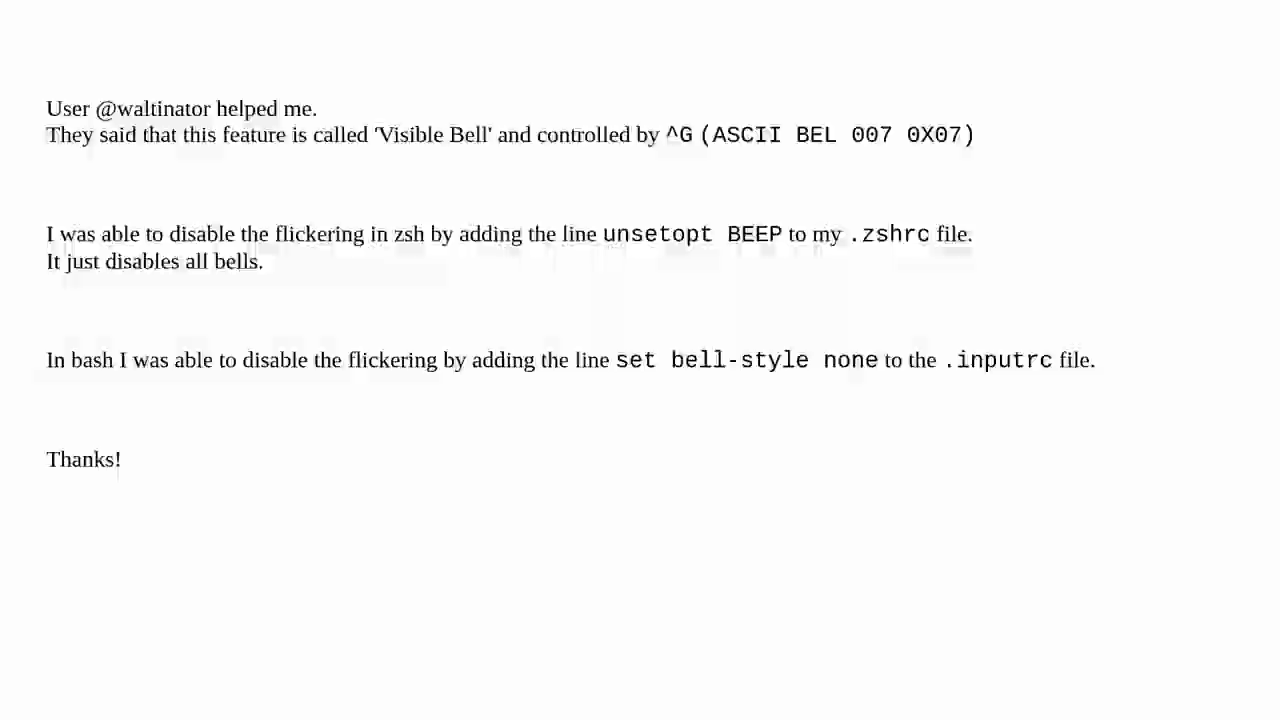 User @waltinator helped me.
They said that this feature is called 'Visible Bell' and controlled by ^G (ASCII BEL 007 0X07)
I was able to disable the flickering in zsh by adding the line unsetopt BEEP to my .zshrc file.
It just disables all bells.
In bash I was able to disable the flickering by adding the line set bell-style none to the .inputrc file.
Thanks!